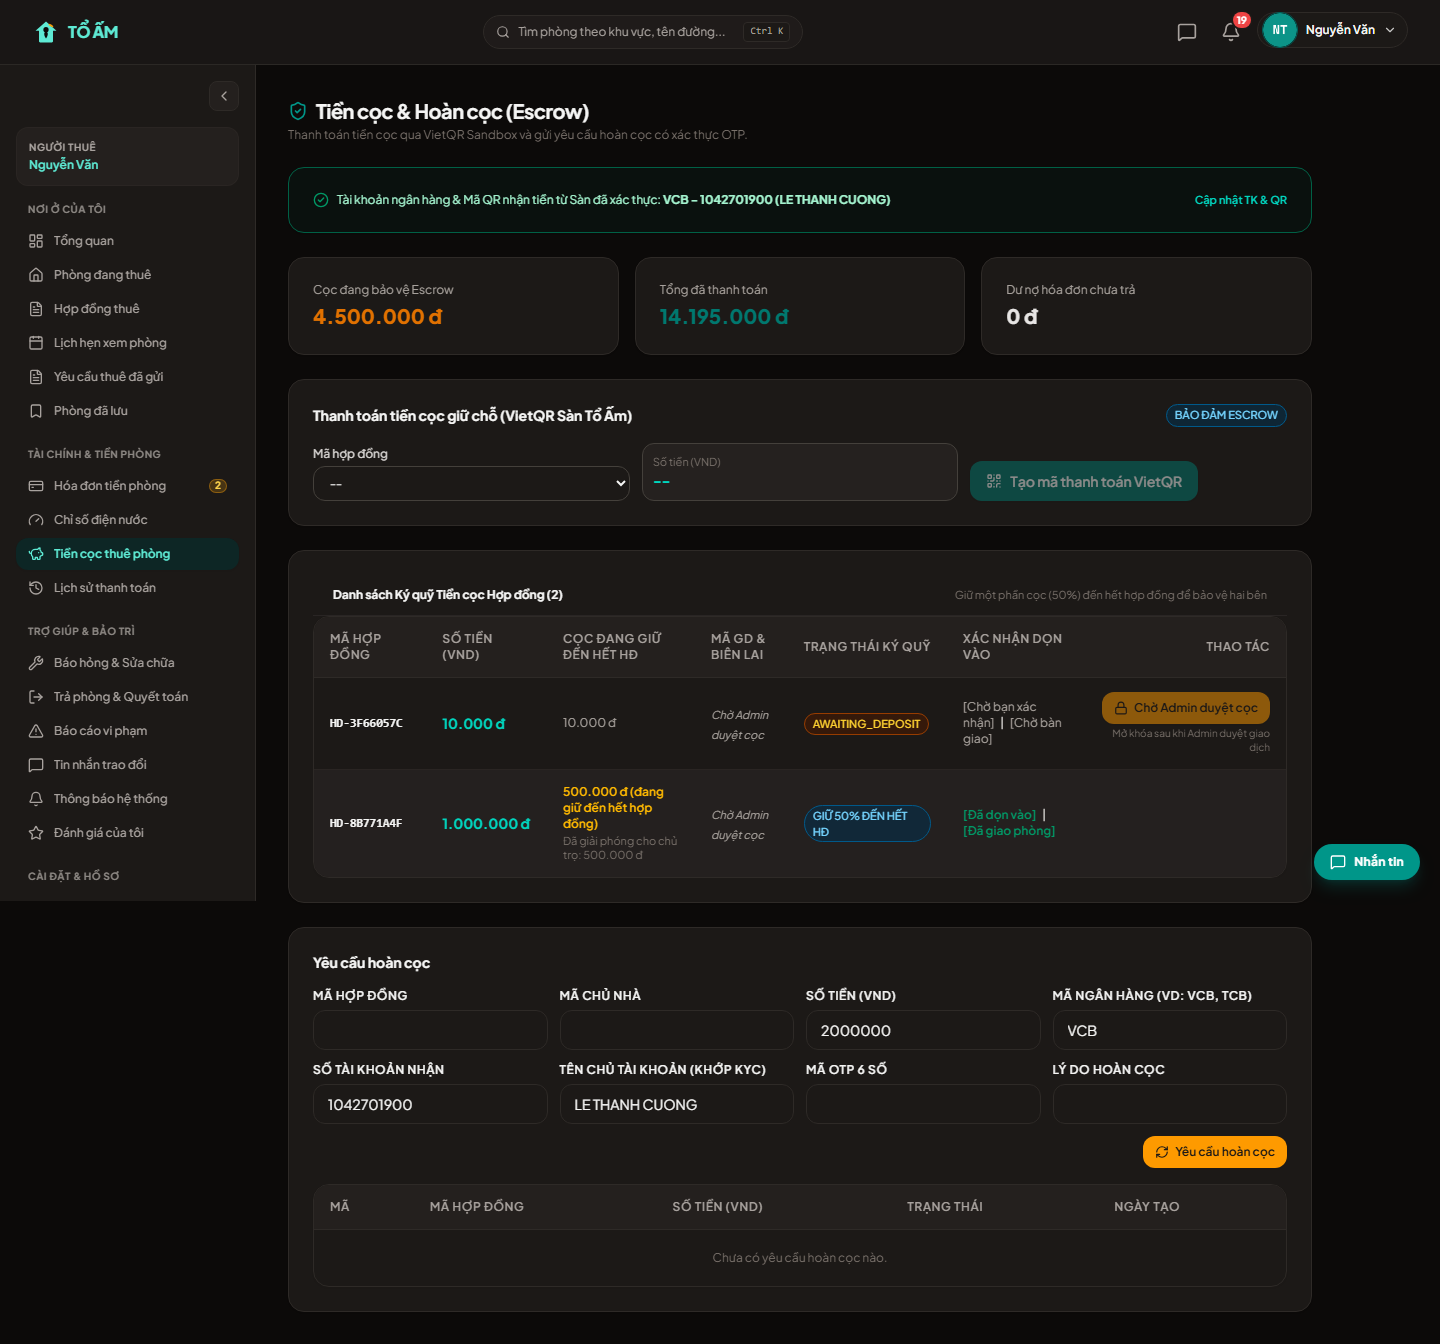 TỔ ẤM
Tìm phòng theo khu vực, tên đường...
Ctrl K
19
NT
Nguyễn Văn
NGƯỜI THUÊ
Nguyễn Văn
NƠI Ở CỦA TÔI
Tổng quan
Phòng đang thuê
Hợp đồng thuê
Lịch hẹn xem phòng
Yêu cầu thuê đã gửi
Phòng đã lưu
TÀI CHÍNH & TIỀN PHÒNG
Hóa đơn tiền phòng
2
Chỉ số điện nước
Tiền cọc thuê phòng
Lịch sử thanh toán
TRỢ GIÚP & BẢO TRÌ
Báo hỏng & Sửa chữa
Trả phòng & Quyết toán
Báo cáo vi phạm
Tin nhắn trao đổi
Thông báo hệ thống
Đánh giá của tôi
CÀI ĐẶT & HỒ SƠ
Tiền cọc & Hoàn cọc (Escrow)
Thanh toán tiền cọc qua VietQR Sandbox và gửi yêu cầu hoàn cọc có xác thực OTP.
Tài khoản ngân hàng & Mã QR nhận tiền từ Sàn đã xác thực: VCB - 1042701900 (LE THANH CUONG)
Cập nhật TK & QR
Cọc đang bảo vệ Escrow
4.500.000 đ
Tổng đã thanh toán
14.195.000 đ
Dư nợ hóa đơn chưa trả
0 đ
Thanh toán tiền cọc giữ chỗ (VietQR Sàn Tổ Ấm)
BẢO ĐẢM ESCROW
Mã hợp đồng
--
Số tiền (VND)
--
Tạo mã thanh toán VietQR
Danh sách Ký quỹ Tiền cọc Hợp đồng (2)
Giữ một phần cọc (50%) đến hết hợp đồng để bảo vệ hai bên
MÃ HỢP
ĐỒNG
SỐ TIỀN
(VND)
CỌC ĐANG GIỮ
ĐẾN HẾT HĐ
MÃ GD &
BIÊN LAI
TRẠNG THÁI KÝ QUỸ
XÁC NHẬN DỌN
VÀO
THAO TÁC
HD-3F66057C
10.000 đ
10.000 đ
Chờ Admin
duyệt cọc
AWAITING_DEPOSIT
[Chờ bạn xác
nhận] | [Chờ bàn
giao]
Chờ Admin duyệt cọc
Mở khóa sau khi Admin duyệt giao
dịch
HD-8B771A4F
1.000.000 đ
500.000 đ (đang
giữ đến hết hợp
đồng)
Đã giải phóng cho chủ
trọ: 500.000 đ
Chờ Admin
duyệt cọc
GIỮ 50% ĐẾN HẾT
HĐ
[Đã dọn vào] |
[Đã giao phòng]
Nhắn tin
Yêu cầu hoàn cọc
MÃ HỢP ĐỒNG
MÃ CHỦ NHÀ
SỐ TIỀN (VND)
2000000
MÃ NGÂN HÀNG (VD: VCB, TCB)
VCB
SỐ TÀI KHOẢN NHẬN
1042701900
TÊN CHỦ TÀI KHOẢN (KHỚP KYC)
LE THANH CUONG
MÃ OTP 6 SỐ
LÝ DO HOÀN CỌC
Yêu cầu hoàn cọc
MÃ
MÃ HỢP ĐỒNG
SỐ TIỀN (VND)
TRẠNG THÁI
NGÀY TẠO
Chưa có yêu cầu hoàn cọc nào.